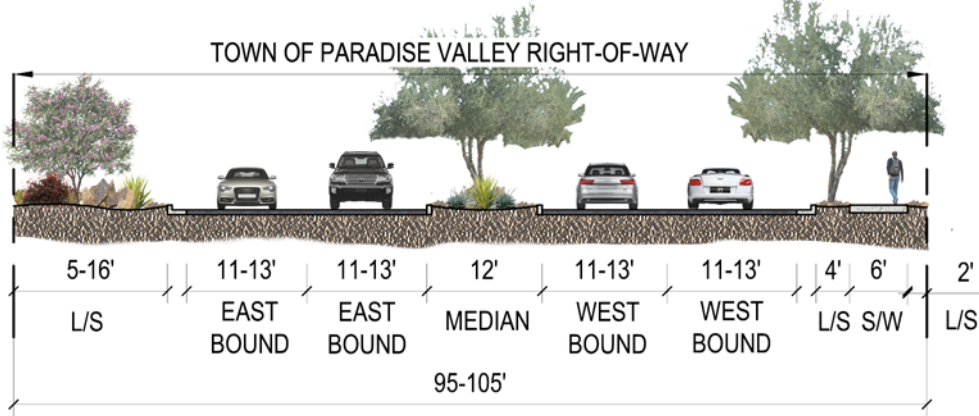 TOWN OF PARADISE VALLEY RIGHT-OF-WAY
5-16' 11-13' 11-13' 12' 11-13' 11-13' 4' 6' 2'
L/S
EAST
BOUND
EAST
BOUND
MEDIAN
WEST
BOUND
WEST
BOUND
L/S S/W
L/S
95-105'